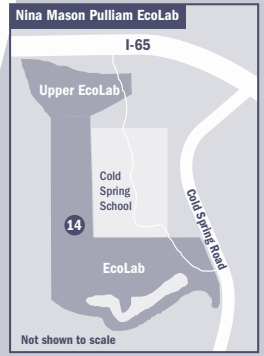 Nina Mason Pulliam EcoLab
I-65
Upper EcoLab
Cold
Spring
School
14
Cold Spring Road
EcoLab
Not shown to scale